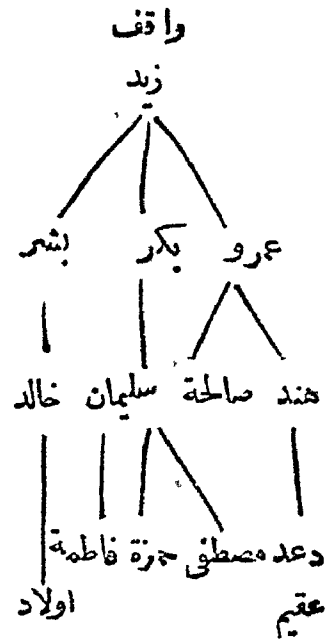 واقف
زيد
عمرو بكر بشر
هند صالحة سليمان خالد
دعد مصطفى حمزة فاطمة
عقيم اولاد